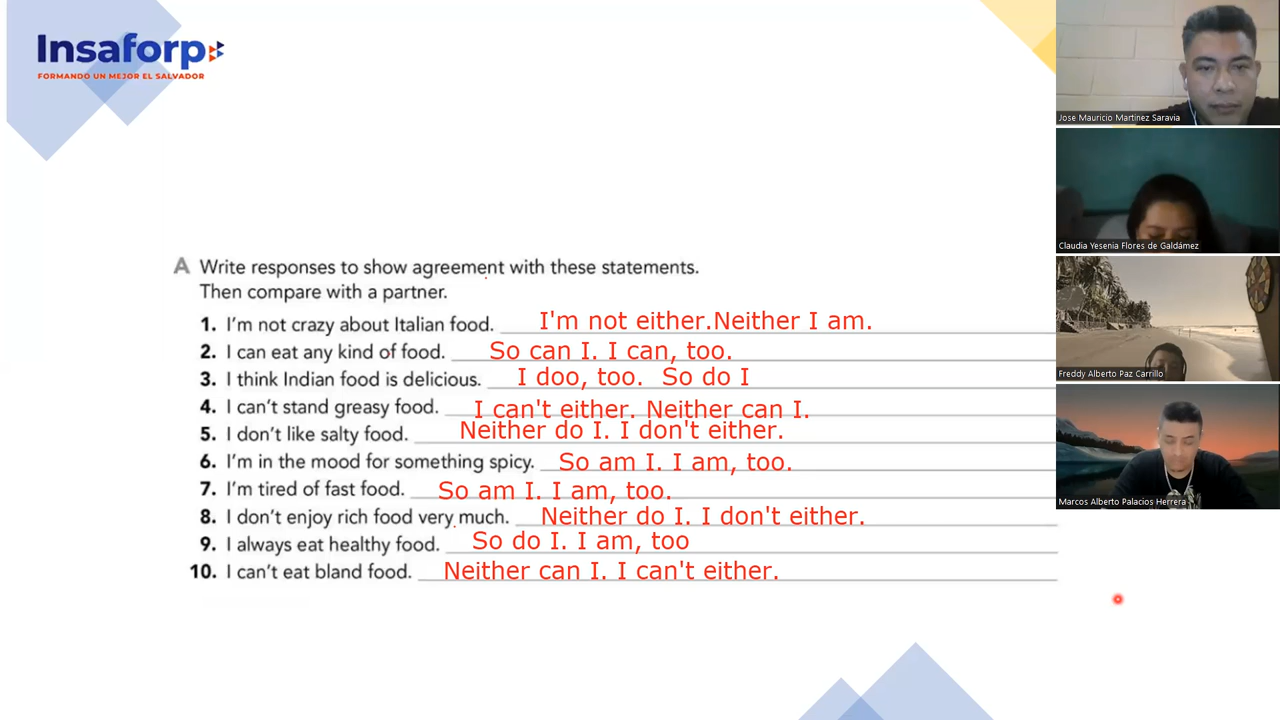 Insaforp
FORMANDO UN MEJOR EL SALVADOR
A Write responses to show agreement with these statements.
Then compare with a partner.
1. I'm not crazy about Italian food. I'm not either.Neither I am.
2. I can eat any kind of food. So can I. I can, too.
3. I think Indian food is delicious. I doo, too. So do I
4. I can't stand greasy food. I can't either. Neither can I.
5. I don't like salty food. Neither do I. I don't either.
6. I'm in the mood for something spicy. So am I. I am, too.
7. I'm tired of fast food. So am I. I am, too.
8. I don't enjoy rich food very much. Neither do I. I don't either.
9. I always eat healthy food. So do I. I am, too
10. I can't eat bland food. Neither can I. I can't either.
Jose Mauricio Martinez Saravia
Claudia Yesenia Flores de Galdámez
Freddy Alberto Paz Carrillo
Marcos Alberto Palacios Herrera